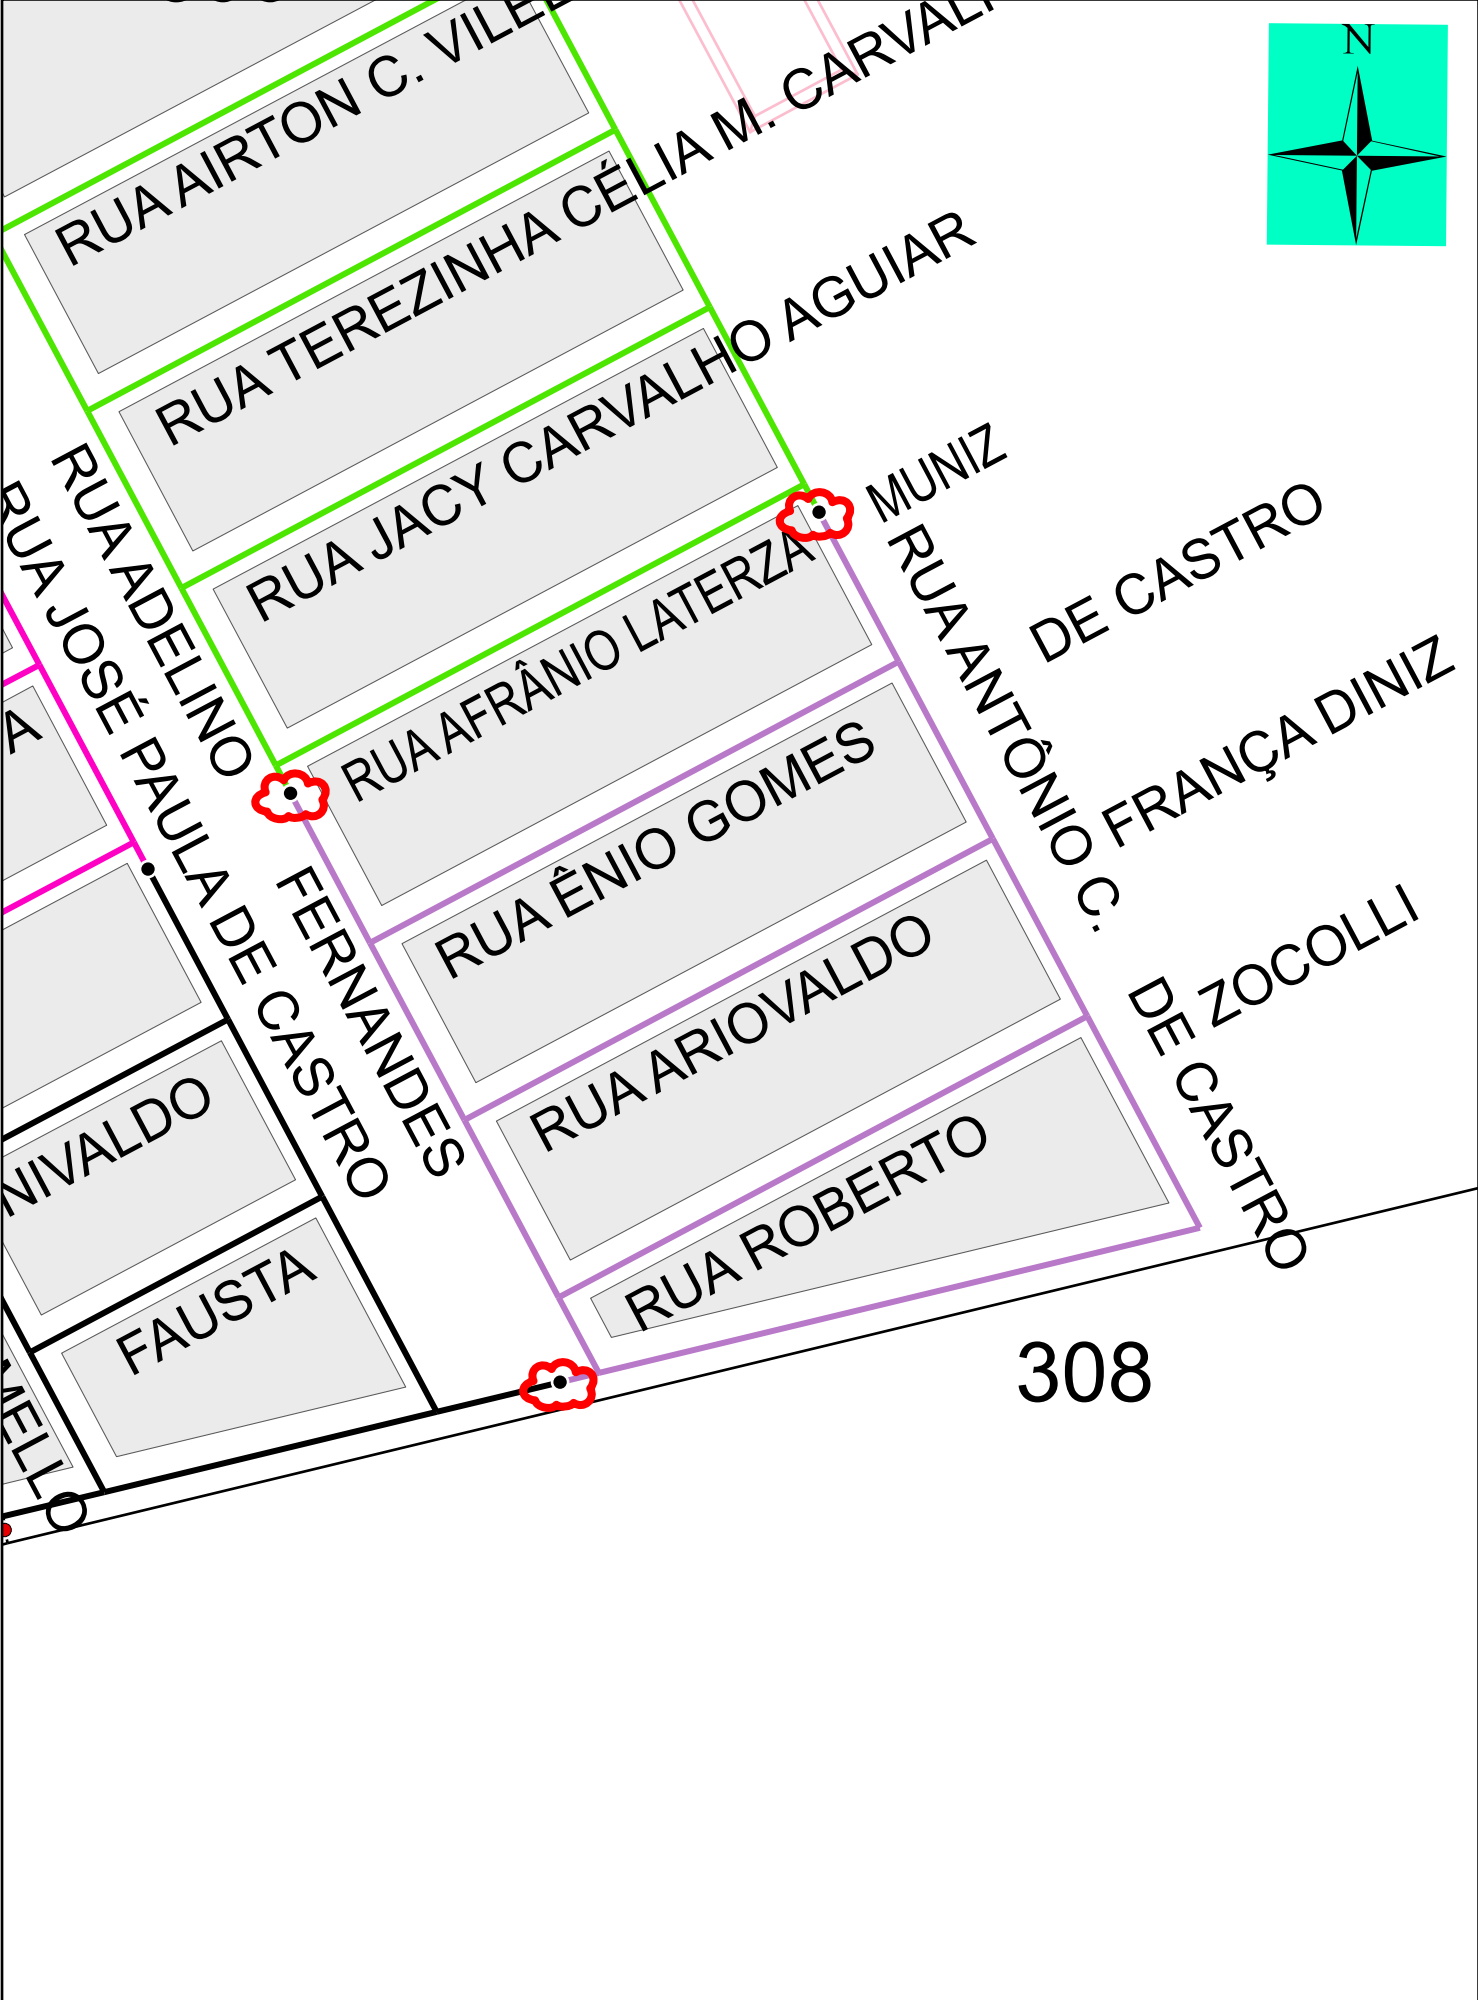 N
RUA AIRTON C.
RUA TEREZINHA CÉLIA M.
RUA JACY CARVALHO AGUIAR
RUA AFRÂNIO LATERZA MUNIZ
RUA ÊNIO GOMES DE CASTRO
RUA ARIOVALDO FRANÇA DINIZ
RUA ROBERTO ZOCOLLI
RUA ANTÔNIO C. DE CASTRO
RUA ADELINO FERNANDES
RUA JOSÉ PAULA DE CASTRO
NIVALDO
FAUSTA
308